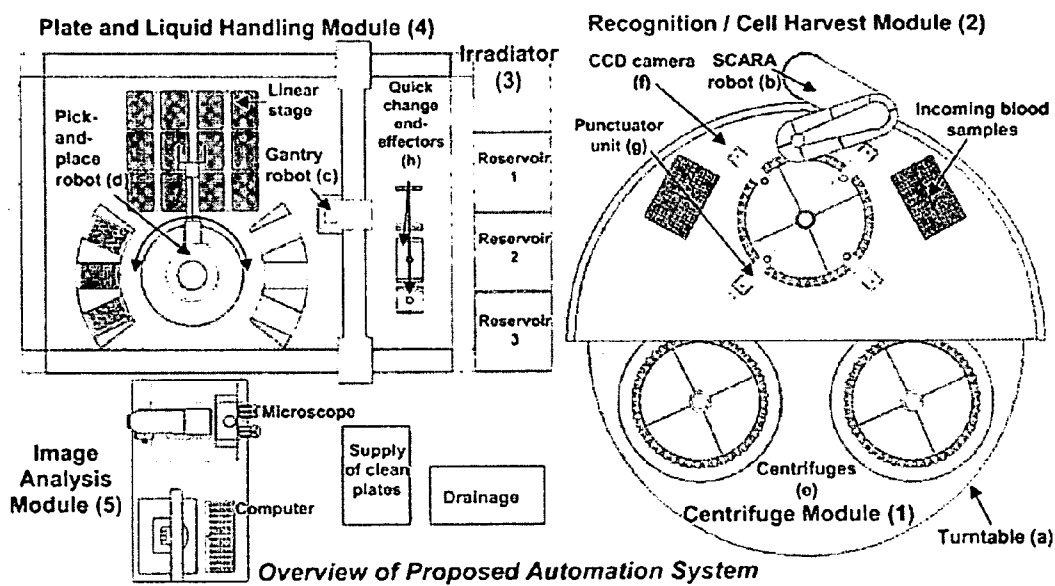 Plate and Liquid Handling Module (4)
Recognition / Cell Harvest Module (2)
Irradiator
(3)
CCD camera
(f)
SCARA
robot (b)
Incoming blood
samples
Punctuator
unit (g)
Linear
stage
Quick
change
end-
effectors
(h)
Pick-
and-
place
robot (d)
Gantry
robot (c)
Reservoir
1
Reservoir
2
Reservoir
3
Microscope
Image
Analysis
Module (5)
Computer
Supply
of clean
plates
Drainage
Centrifuges
(e)
Centrifuge Module (1)
Turntable (a)
Overview of Proposed Automation System